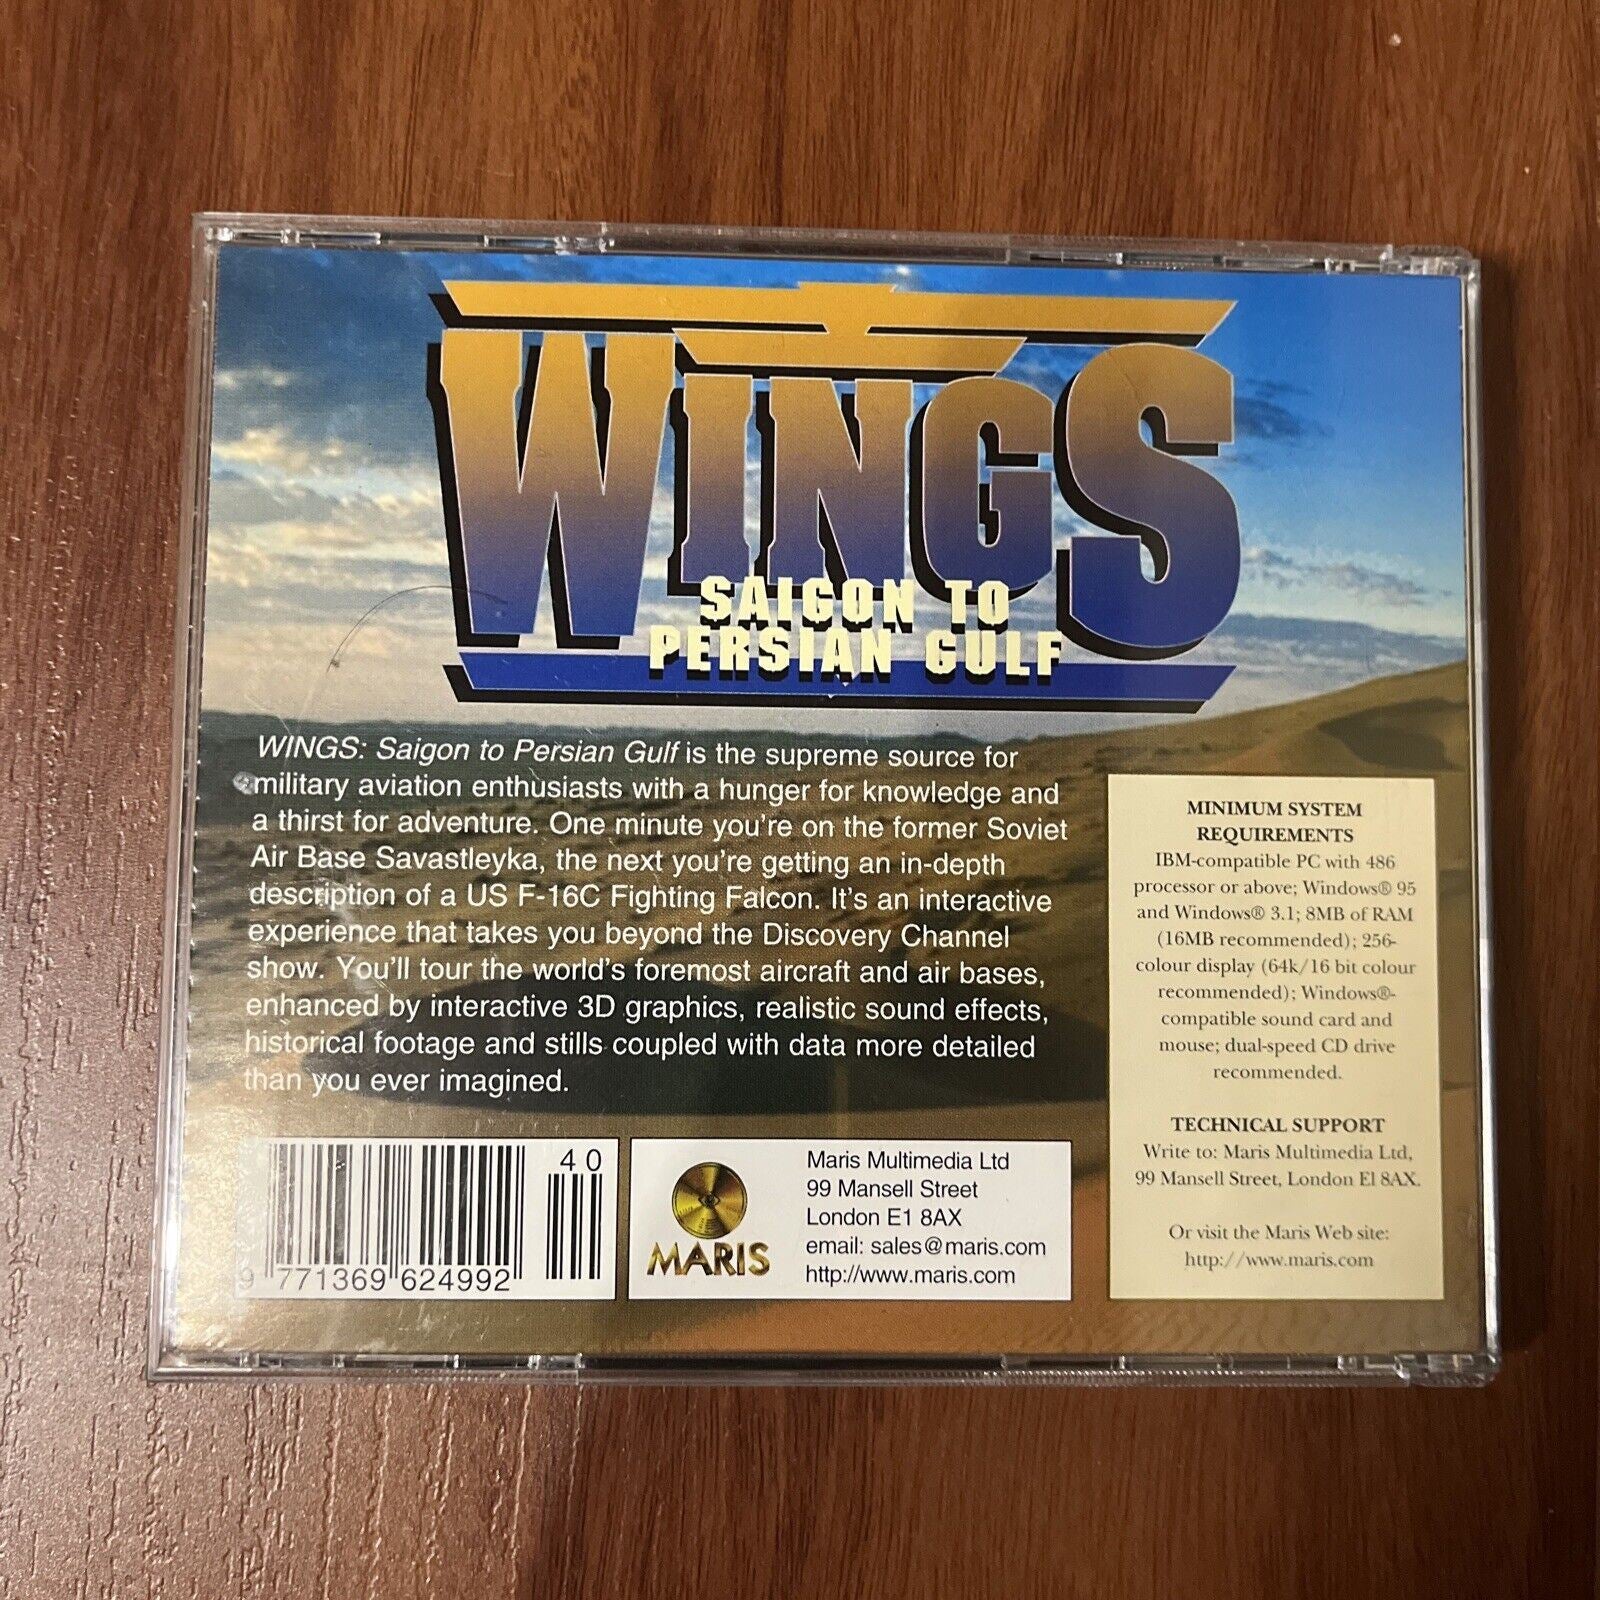 WINGS
SAIGON TO
PERSIAN GULF
WINGS: Saigon to Persian Gulf is the supreme source for
military aviation enthusiasts with a hunger for knowledge and
a thirst for adventure. One minute you're on the former Soviet
Air Base Savastleyka, the next you're getting an in-depth
description of a US F-16C Fighting Falcon. It's an interactive
experience that takes you beyond the Discovery Channel
show. You'll tour the world's foremost aircraft and air bases,
enhanced by interactive 3D graphics, realistic sound effects,
historical footage and stills coupled with data more detailed
than you ever imagined.
MINIMUM SYSTEM
REQUIREMENTS
IBM-compatible PC with 486
processor or above; Windows® 95
and Windows® 3.1; 8MB of RAM
(16MB recommended); 256-
colour display (64k/16 bit colour
recommended); Windows®-
compatible sound card and
mouse; dual-speed CD drive
recommended.
TECHNICAL SUPPORT
Write to: Maris Multimedia Ltd,
99 Mansell Street, London E1 8AX.
Or visit the Maris Web site:
http://www.maris.com
40
9 771369 624992
MARIS
Maris Multimedia Ltd
99 Mansell Street
London E1 8AX
email: sales@maris.com
http://www.maris.com